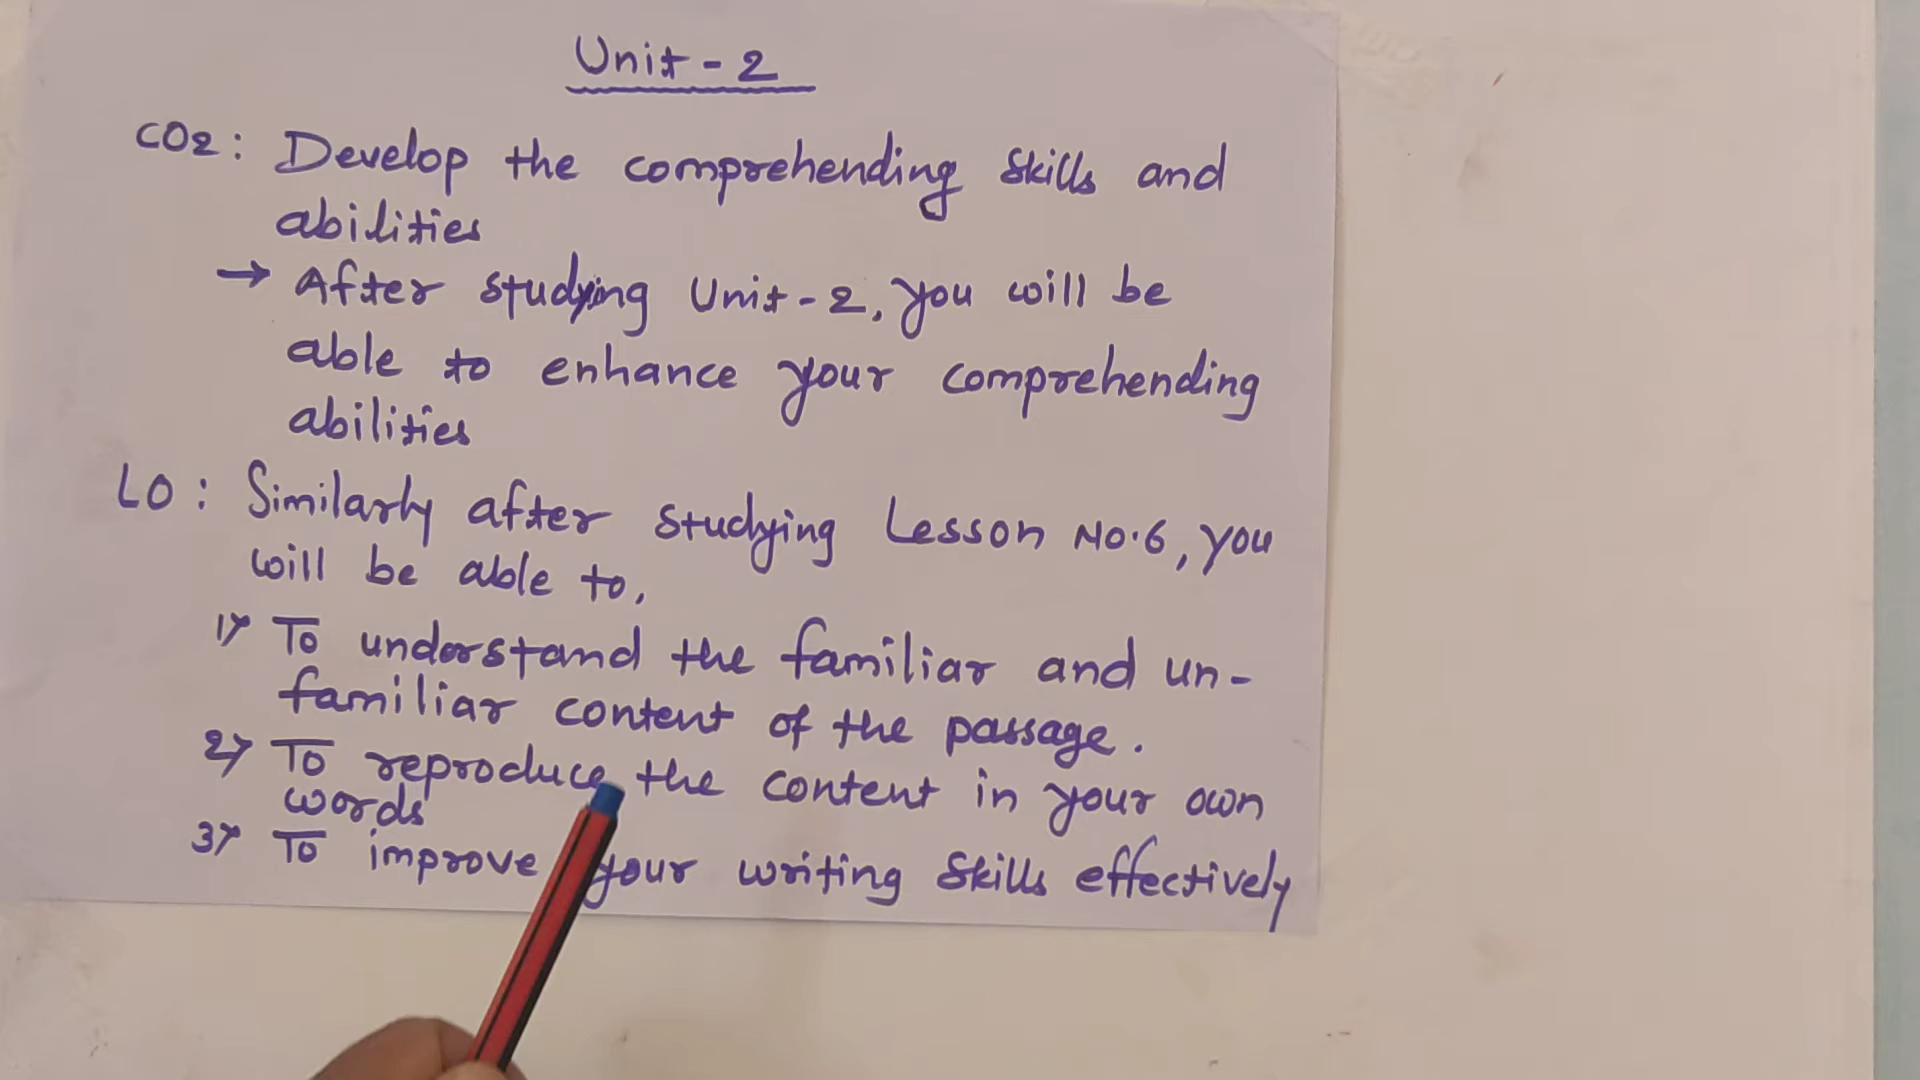 Unit - 2
CO2: Develop the comprehending skills and
abilities
→ After studying Unit - 2, you will be
able to enhance your comprehending
abilities
LO: Similarly after studying Lesson No.6, you
will be able to,
1) To understand the familiar and un-
familiar content of the passage.
2) To reproduce the content in your own
words
3) To improve your writing skills effectively